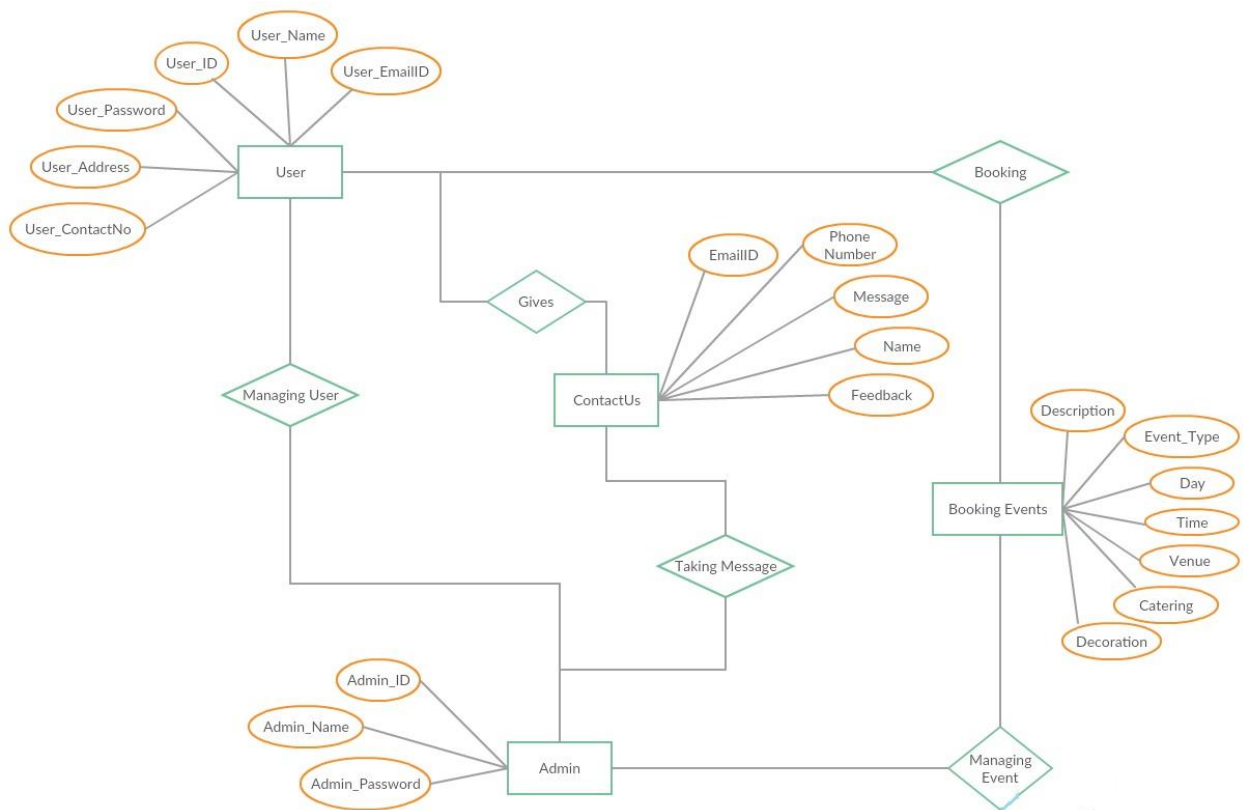 User_Name
User_ID
User_EmailID
User_Password
User_Address
User
Booking
User_ContactNo
Phone
Number
EmailID
Message
Gives
Name
Managing User
ContactUs
Feedback
Description
Event_Type
Day
Booking Events
Time
Venue
Taking Message
Catering
Decoration
Admin_ID
Admin_Name
Admin
Managing
Event
Admin_Password